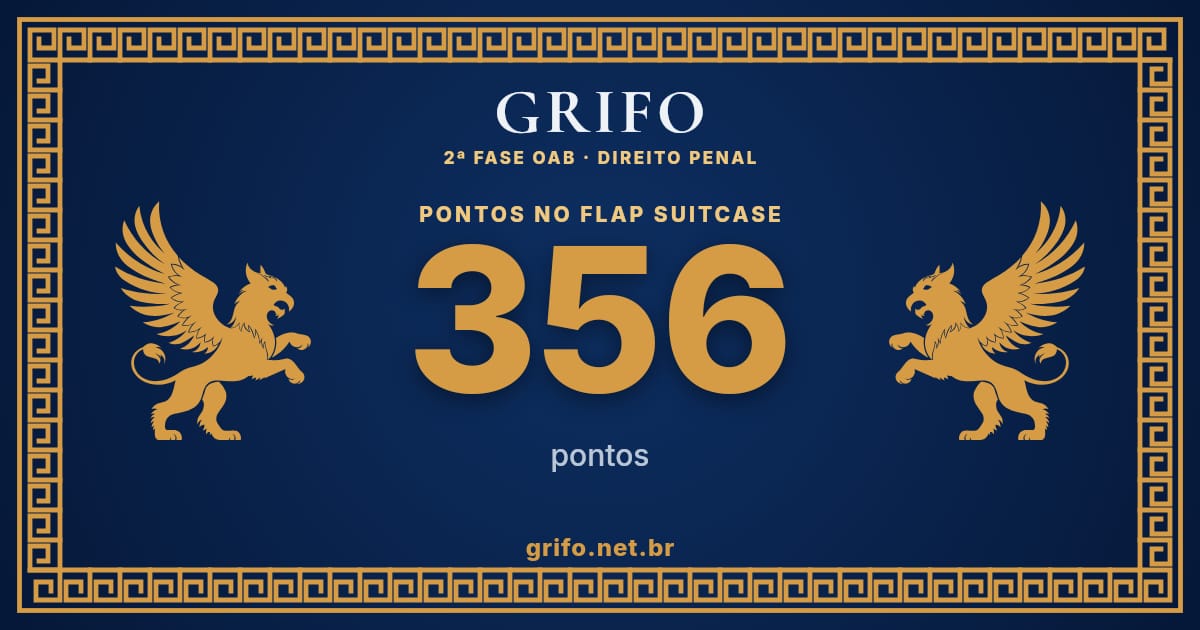 GRIFO
2ª FASE OAB · DIREITO PENAL
PONTOS NO FLAP SUITCASE
356
pontos
grifo.net.br